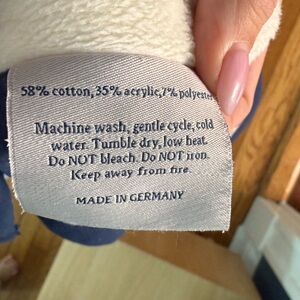 58% cotton, 35% acrylic, 7% polyester
Machine wash, gentle cycle, cold
water. Tumble dry, low heat.
Do NOT bleach. Do NOT iron.
Keep away from fire.
MADE IN GERMANY